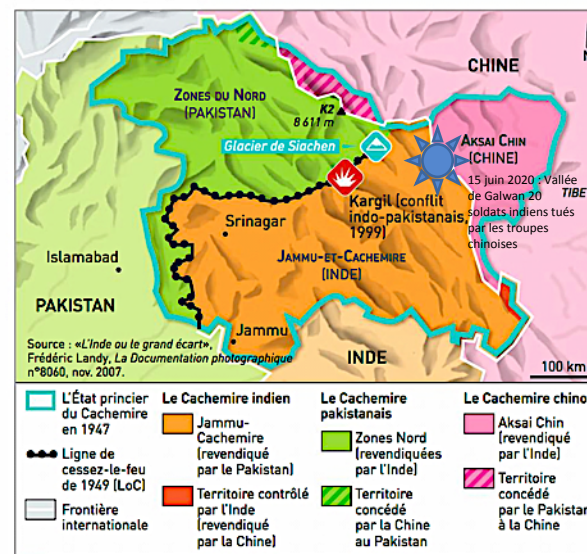 CHINE
ZONES DU NORD
(PAKISTAN)
K2
8 611 m
Glacier de Siachen
AKSAI CHIN
(CHINE)
15 juin 2020 : Vallée
de Galwan 20
soldats indiens tués
par les troupes
chinoises
TIBE
Kargil (conflit
indo-pakistanais,
1999)
Srinagar
JAMMU-ET-CACHEMIRE
(INDE)
Islamabad
PAKISTAN
Jammu
INDE
Source : «L'Inde ou le grand écart»,
Frédéric Landy, La Documentation photographique
n°8060, nov. 2007.
100 km
L'État princier
du Cachemire
en 1947
Ligne de
cessez-le-feu
de 1949 (LoC)
Frontière
internationale
Le Cachemire indien
Jammu-
Cachemire
(revendiqué
par le Pakistan)
Territoire contrôlé
par l'Inde
(revendiqué
par la Chine)
Le Cachemire
pakistanais
Zones Nord
(revendiquées
par l'Inde)
Territoire
concédé
par la Chine
au Pakistan
Le Cachemire chino
Aksai Chin
(revendiqué
par l'Inde)
Territoire
concédé
par le Pakista
à la Chine